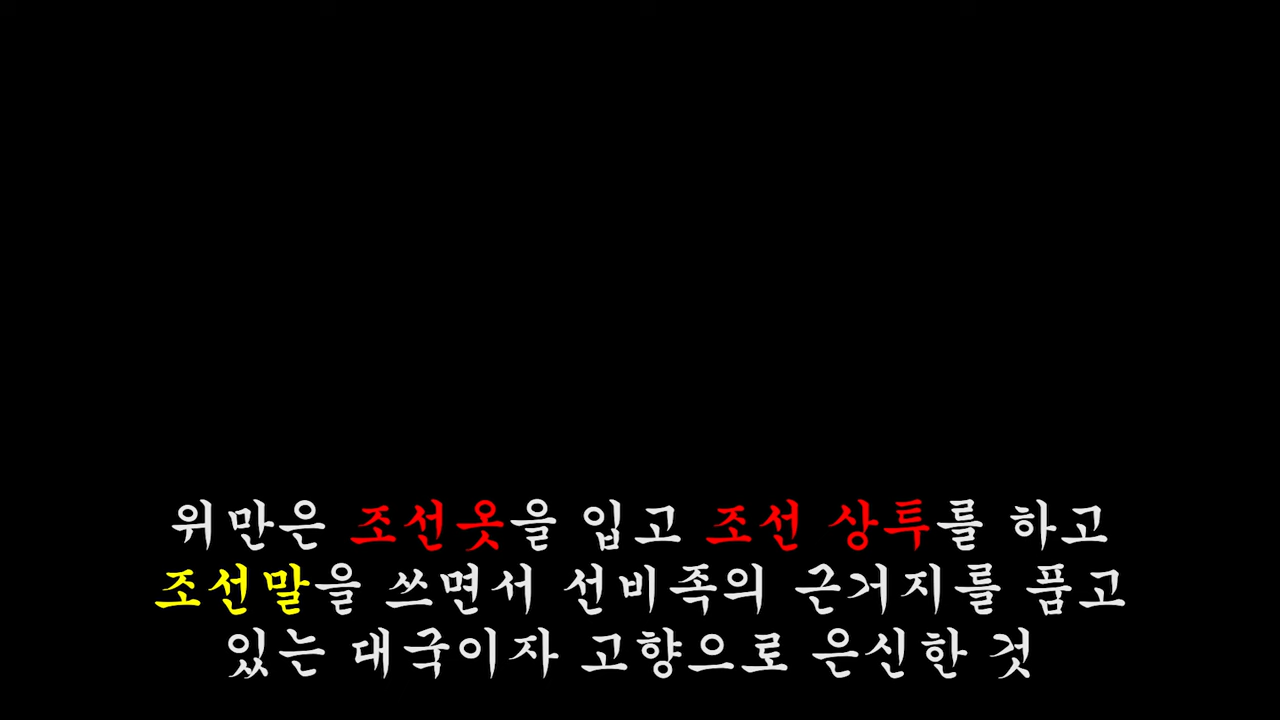 위만은 조선옷을 입고 조선 상투를 하고
조선말을 쓰면서 선비족의 근거지를 품고
있는 대국이자 고향으로 은신한 것